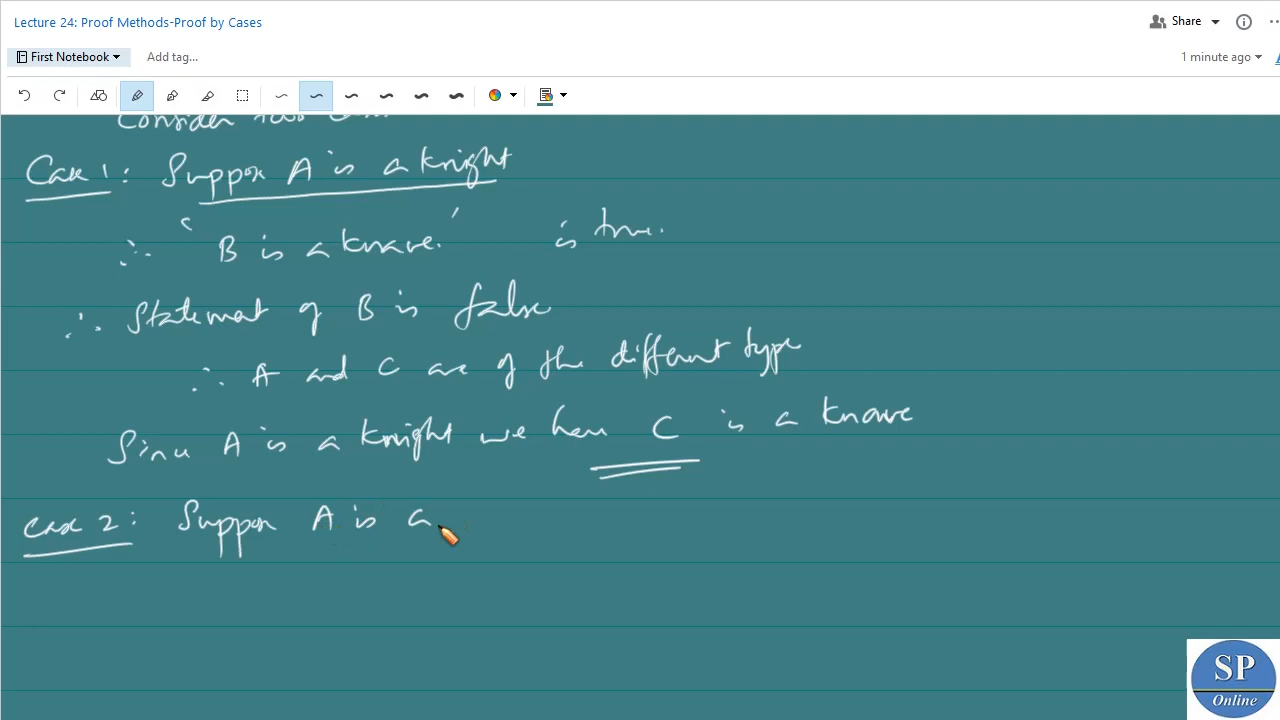 Lecture 24: Proof Methods-Proof by Cases
Share
First Notebook
Add tag...
1 minute ago
Consider two
Case 1: Suppose A is a knight
∴ 'B is a knave.' is true.
∴ Statement of B is false
∴ A and C are of the different type
Since A is a knight we have C is a knave
Case 2: Suppose A is a
SP
Online